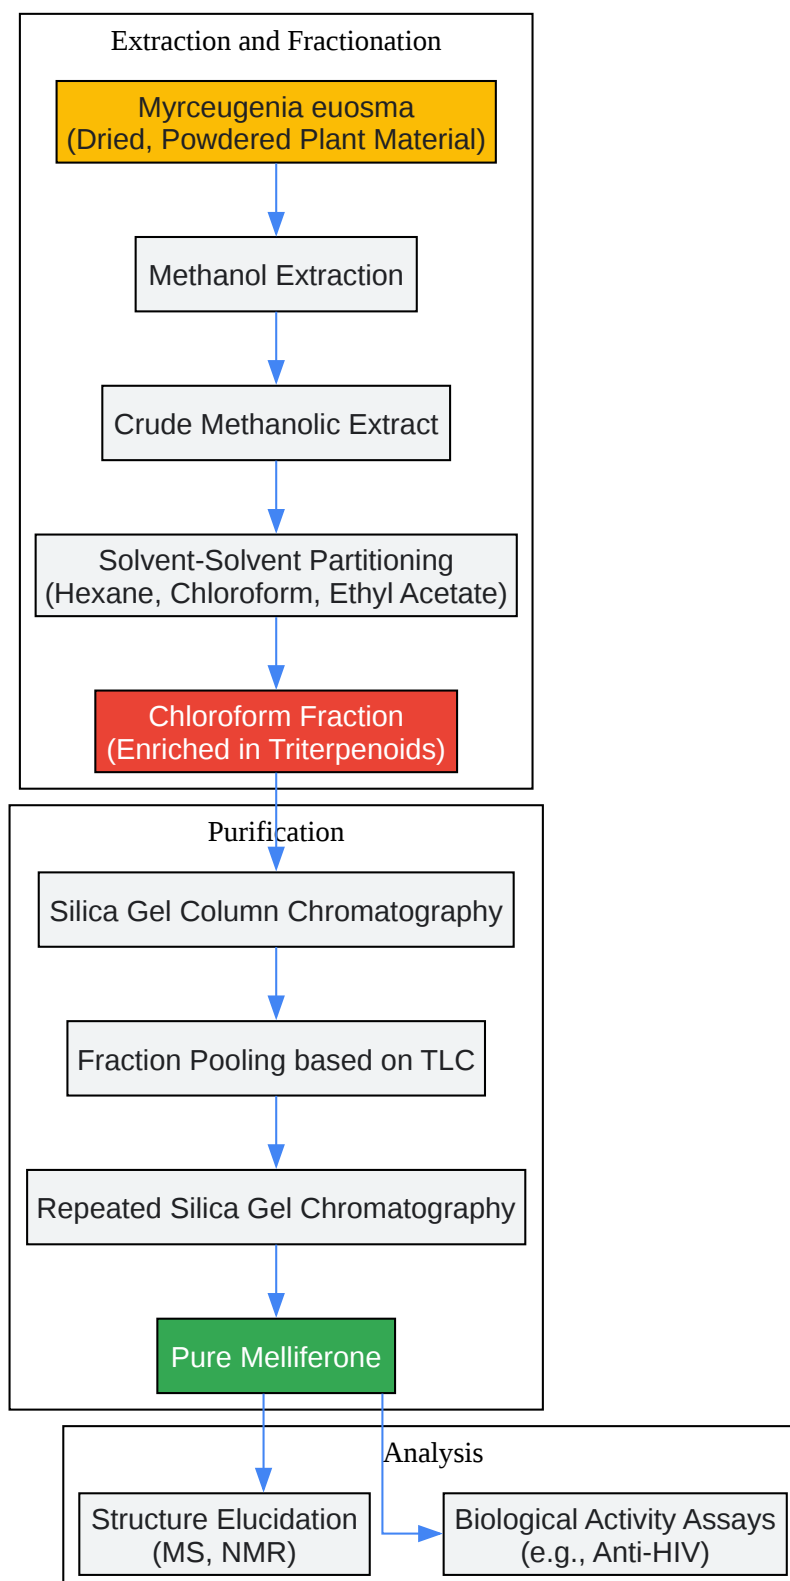 Extraction and Fractionation
Myrceugenia euosma
(Dried, Powdered Plant Material)
Methanol Extraction
Crude Methanolic Extract
Solvent-Solvent Partitioning
(Hexane, Chloroform, Ethyl Acetate)
Chloroform Fraction
(Enriched in Triterpenoids)
Purification
Silica Gel Column Chromatography
Fraction Pooling based on TLC
Repeated Silica Gel Chromatography
Pure Melliferone
Analysis
Structure Elucidation
(MS, NMR)
Biological Activity Assays
(e.g., Anti-HIV)